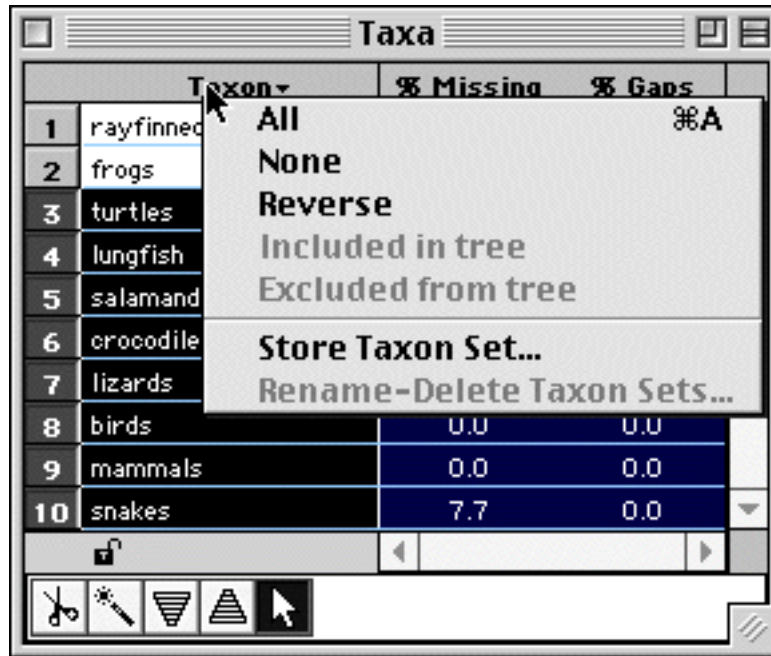 Taxa
Taxon % Missing % Gaps
1 rayfinned
2 frogs
3 turtles
4 lungfish
5 salamand
6 crocodile
7 lizards
8 birds 0.0 0.0
9 mammals 0.0 0.0
10 snakes 7.7 0.0
All ⌘A
None
Reverse
Included in tree
Excluded from tree
Store Taxon Set...
Rename-Delete Taxon Sets...